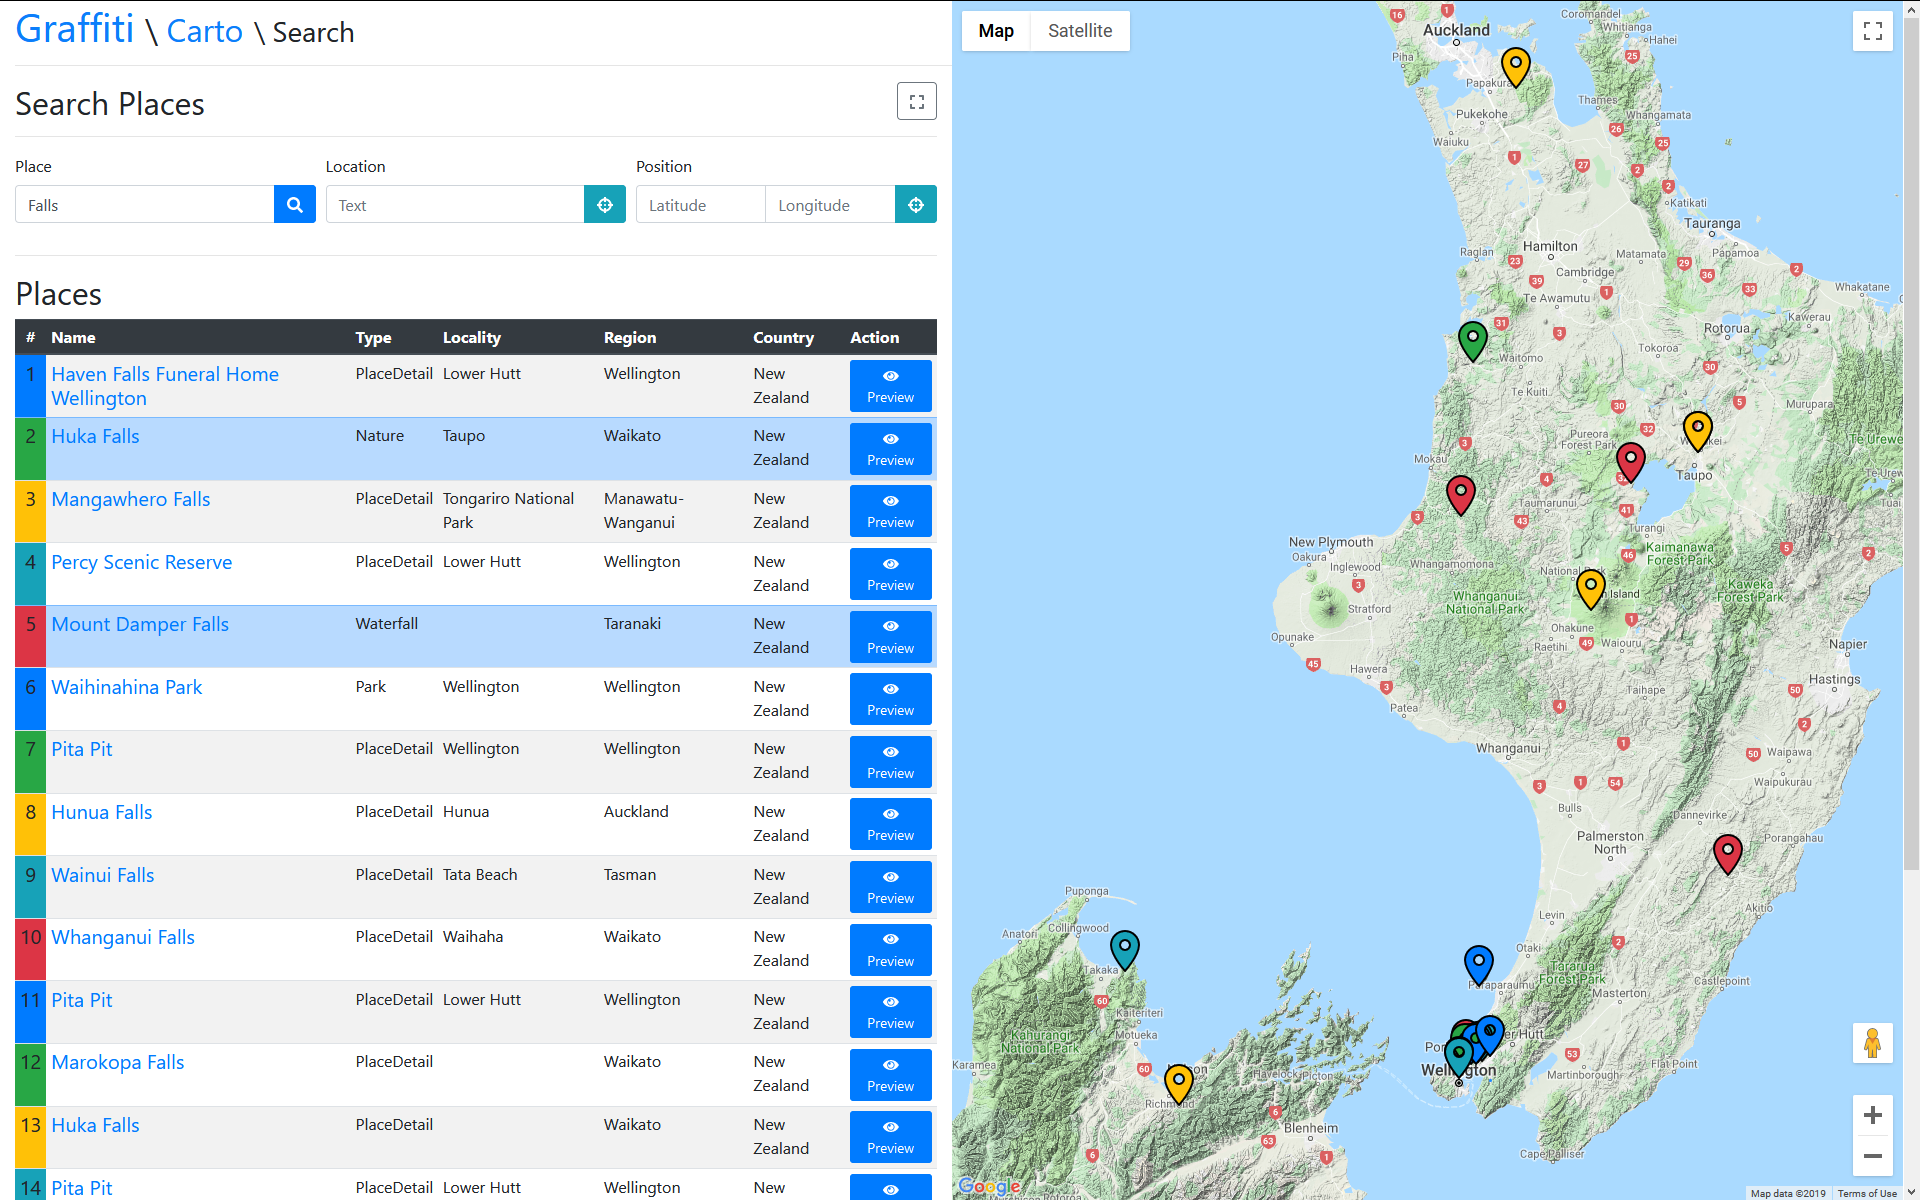 Graffiti \ Carto \ Search
Search Places
Place
Location
Position
Falls
Text
Latitude
Longitude
Places
# Name Type Locality Region Country Action
1 Haven Falls Funeral Home Wellington PlaceDetail Lower Hutt Wellington New Zealand Preview
2 Huka Falls Nature Taupo Waikato New Zealand Preview
3 Mangawhero Falls PlaceDetail Tongariro National Park Manawatu-Wanganui New Zealand Preview
4 Percy Scenic Reserve PlaceDetail Lower Hutt Wellington New Zealand Preview
5 Mount Damper Falls Waterfall Taranaki New Zealand Preview
6 Waihinahina Park Park Wellington Wellington New Zealand Preview
7 Pita Pit PlaceDetail Wellington Wellington New Zealand Preview
8 Hunua Falls PlaceDetail Hunua Auckland New Zealand Preview
9 Wainui Falls PlaceDetail Tata Beach Tasman New Zealand Preview
10 Whanganui Falls PlaceDetail Waihaha Waikato New Zealand Preview
11 Pita Pit PlaceDetail Lower Hutt Wellington New Zealand Preview
12 Marokopa Falls PlaceDetail Waikato New Zealand Preview
13 Huka Falls PlaceDetail Waikato New Zealand Preview
14 Pita Pit PlaceDetail Lower Hutt Wellington New
Map Satellite
Coromandel
Auckland
Whitianga
Hahei
Piha
Papakura
Thames
Pukekohe
Whangamata
Waiuku
Katikati
Tauranga
Hamilton
Raglan
Matamata
Papamoa
Cambridge
Whakatane
Te Awamutu
Kawerau
Rotorua
Tokoroa
Waitomo
Te Kuiti
Murupara
Pureora Forest Park
Te Urewe
Mokau
Taupo
Te Urew
Taumarunui
Tuai
Turangi
New Plymouth
Oakura
Inglewood
Kaimanawa Forest Park
Whangamomona
Kaweka Forest Park
Whanganui National Park
Stratford
Ohakune
Waiouru
Raetihi
Opunake
Napier
Hawera
Hastings
Taihape
Patea
Whanganui
Waipawa
Waipukurau
Bulls
Dannevirke
Palmerston North
Porangahau
Puponga
Levin
Akitio
Collingwood
Anatori
Otaki
Takaka
Tararua Forest Park
Paraparaumu
Castlepoint
Masterton
Kaiteriteri
Motueka
Kahurangi National Park
Wellington
Karamea
Flat Point
Martinborough
Havelock
Picton
Richmond
Blenheim
Cape Palliser
Google
Map data ©2019 Terms of Use